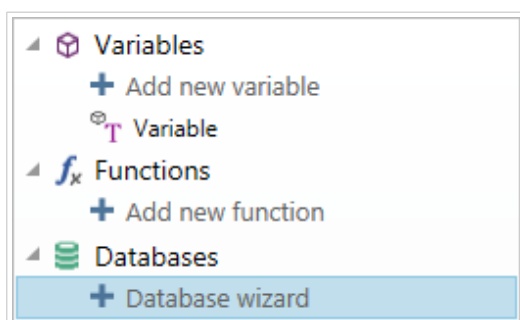 Variables
Add new variable
Variable
Functions
Add new function
Databases
Database wizard